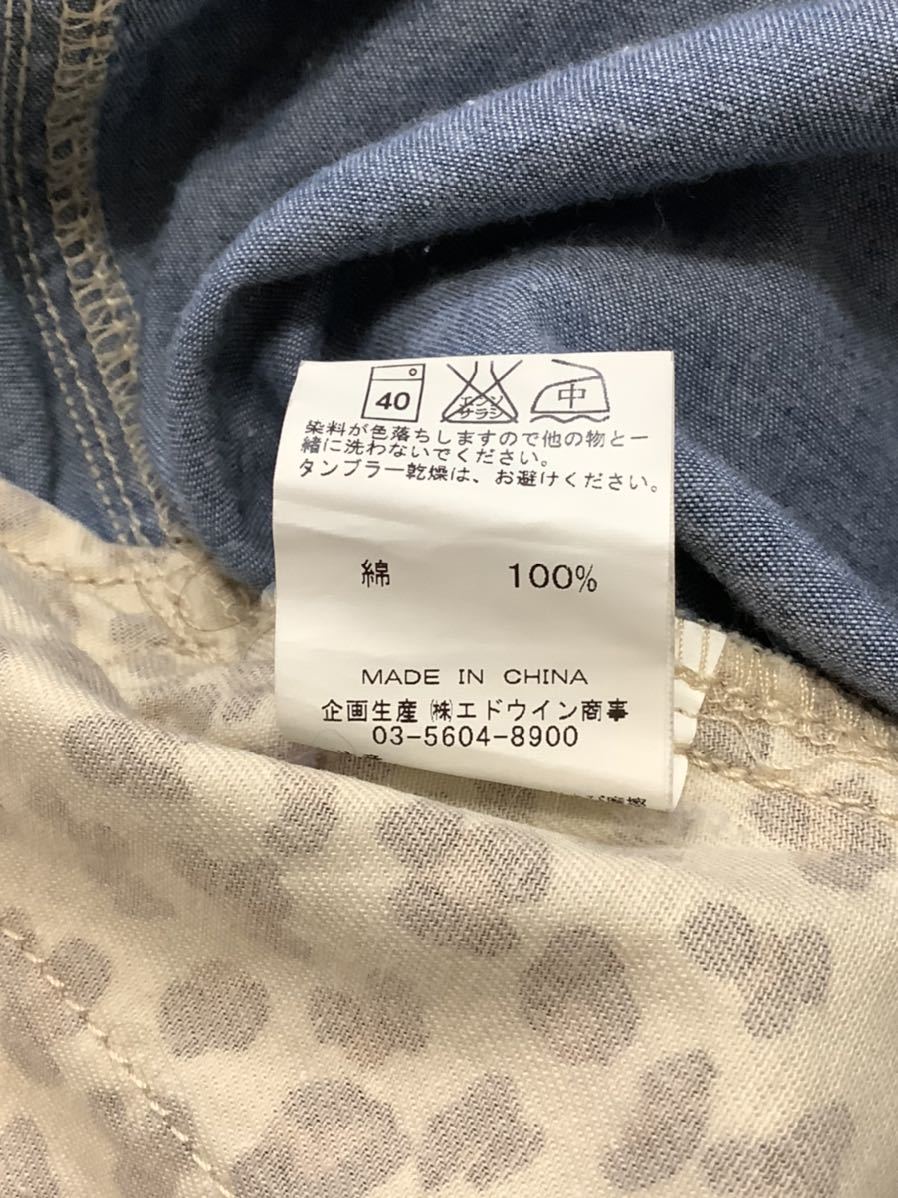 40 エンソ サラシ 中
染料が色落ちしますので他の物と一
緒に洗わないでください。
タンブラー乾燥は、お避けください。
綿 100%
MADE IN CHINA
企画生産 ㈱エドウイン商事
03-5604-8900